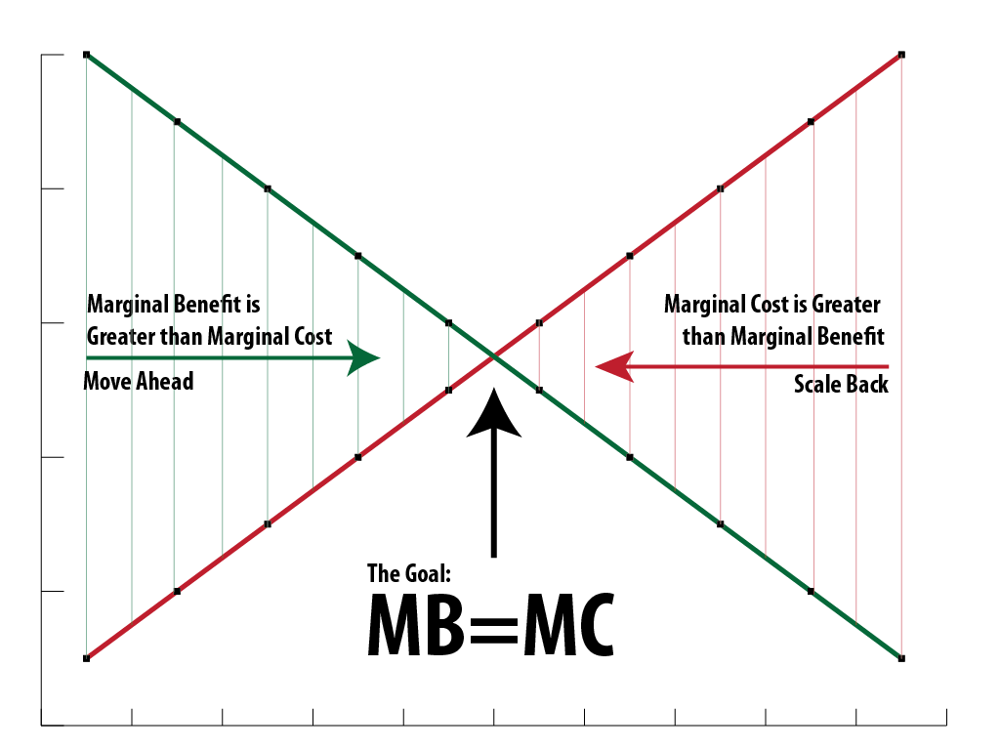 Marginal Benefit is
Greater than Marginal Cost
Move Ahead
Marginal Cost is Greater
than Marginal Benefit
Scale Back
The Goal:
MB=MC